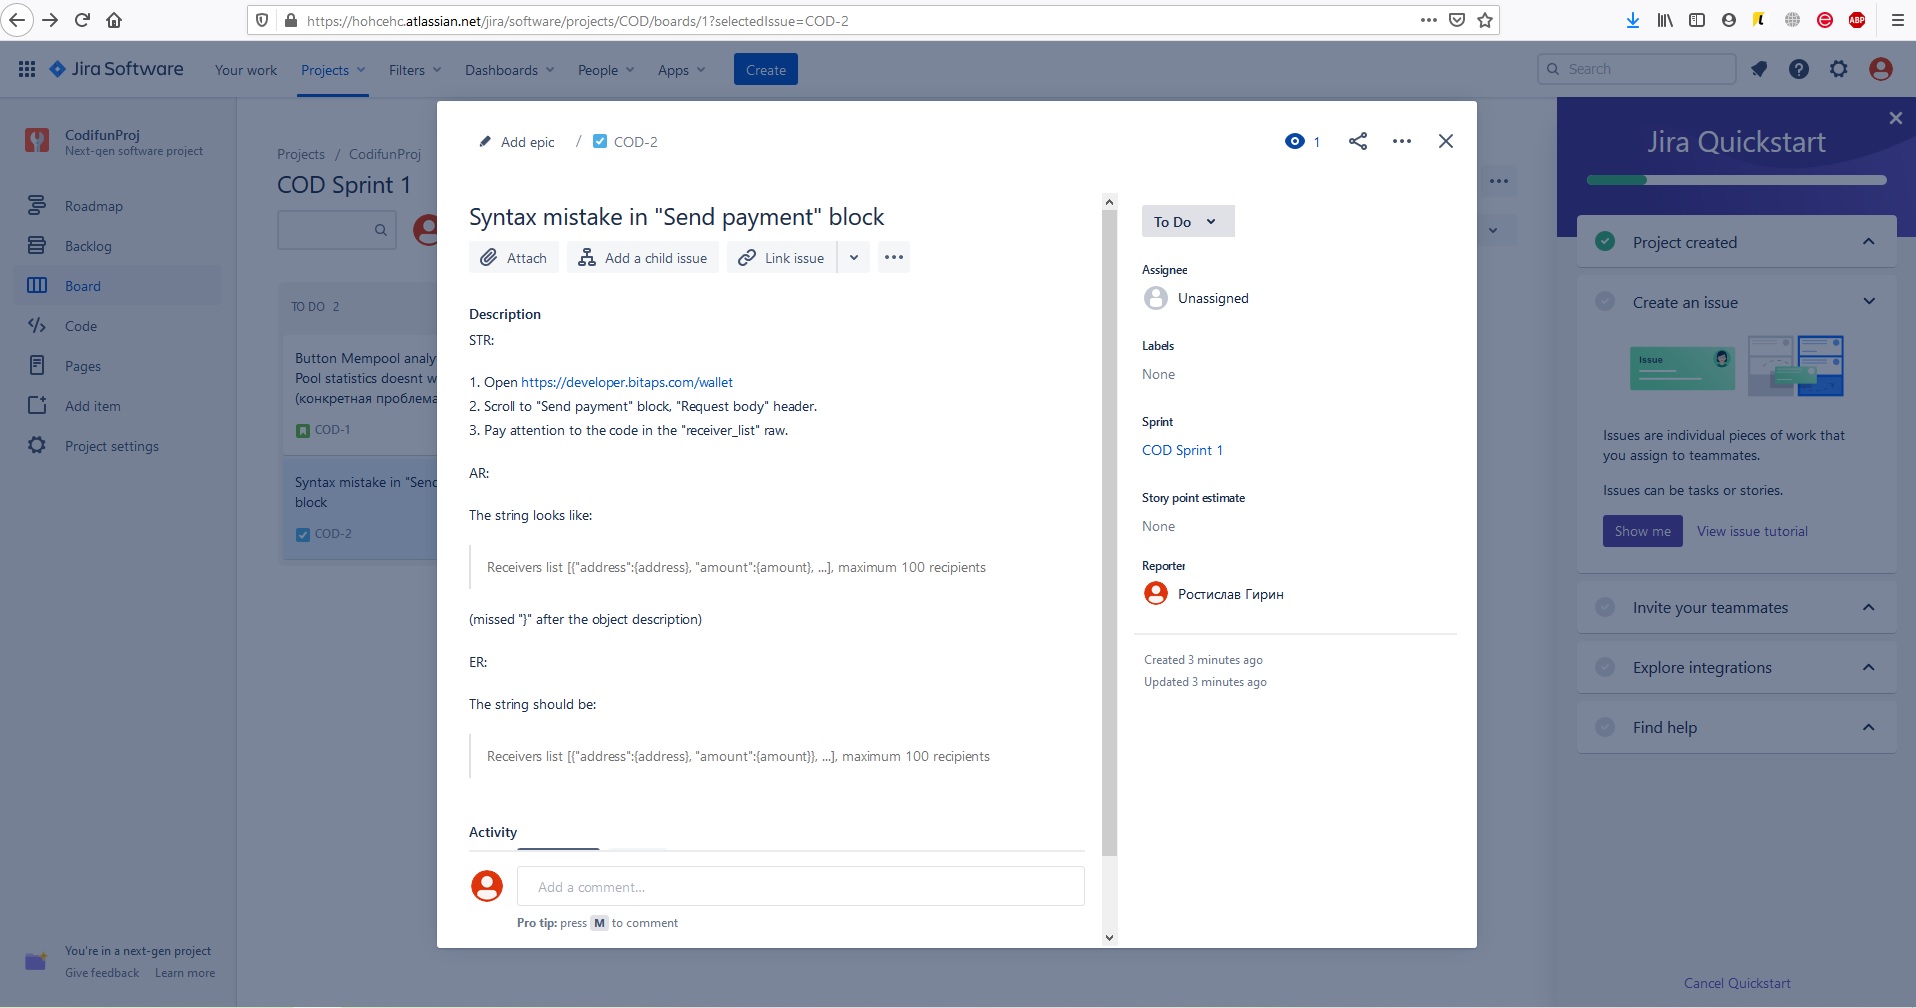 https://hohcehc.atlassian.net/jira/software/projects/COD/boards/1?selectedIssue=COD-2
ABP
Jira Software
Your work
Projects
Filters
Dashboards
People
Apps
Create
Search
CodifunProj
Next-gen software project
Roadmap
Backlog
Board
Code
Pages
Add item
Project settings
You're in a next-gen project
Give feedback Learn more
Projects / CodifunProj
COD Sprint 1
TO DO 2
Button Mempool analy
Pool statistics doesnt w
(конкретная проблема
COD-1
Syntax mistake in "Send
block
COD-2
Add epic / COD-2
1
Syntax mistake in "Send payment" block
Attach
Add a child issue
Link issue
Description
STR:
1. Open https://developer.bitaps.com/wallet
2. Scroll to "Send payment" block, "Request body" header.
3. Pay attention to the code in the "receiver_list" raw.
AR:
The string looks like:
Receivers list [{"address":{address}, "amount":{amount}, ...], maximum 100 recipients
(missed "}" after the object description)
ER:
The string should be:
Receivers list [{"address":{address}, "amount":{amount}}, ...], maximum 100 recipients
Activity
Add a comment...
Pro tip: press M to comment
To Do
Assignee
Unassigned
Labels
None
Sprint
COD Sprint 1
Story point estimate
None
Reporter
Ростислав Гирин
Created 3 minutes ago
Updated 3 minutes ago
Jira Quickstart
Project created
Create an issue
Issue
Issues are individual pieces of work that
you assign to teammates.
Issues can be tasks or stories.
Show me View issue tutorial
Invite your teammates
Explore integrations
Find help
Cancel Quickstart